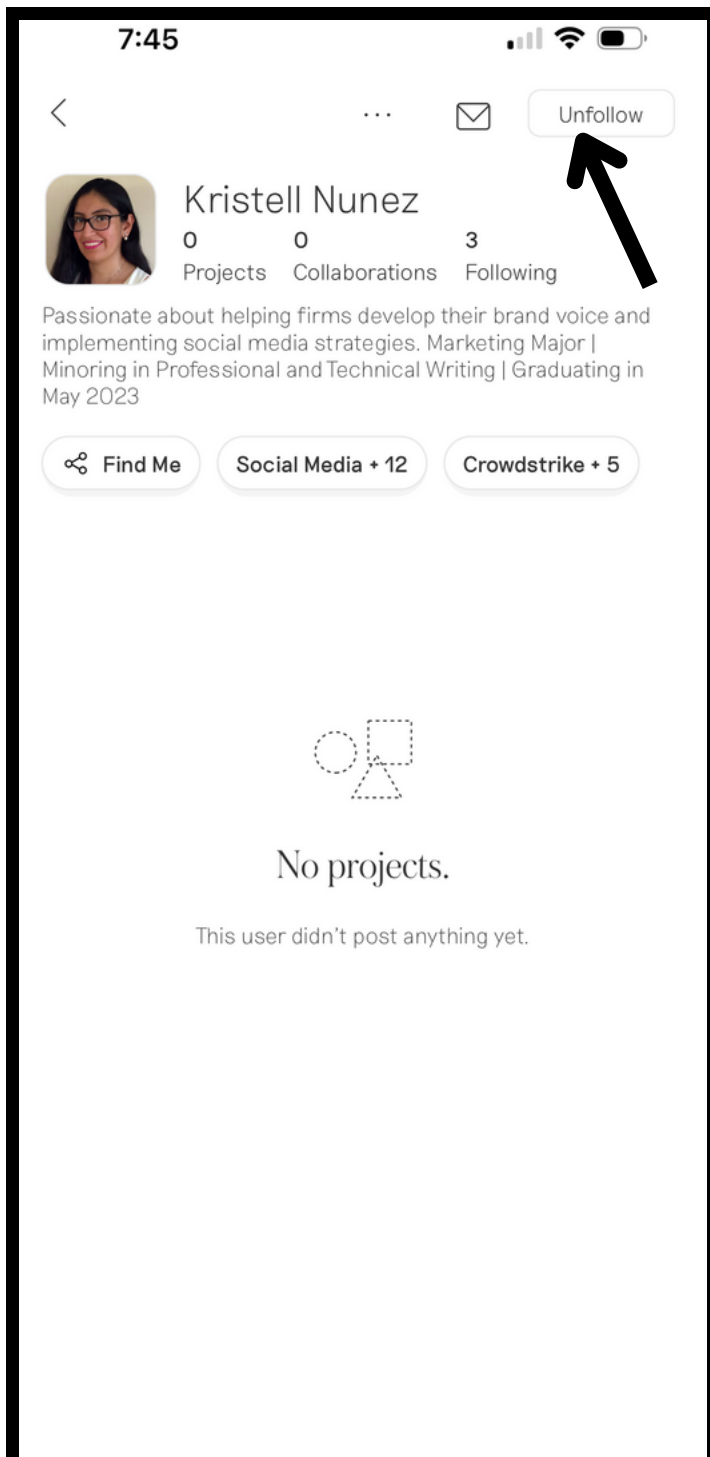 7:45
Unfollow
Kristell Nunez
0 0 3
Projects Collaborations Following
Passionate about helping firms develop their brand voice and
implementing social media strategies. Marketing Major |
Minoring in Professional and Technical Writing | Graduating in
May 2023
Find Me Social Media + 12 Crowdstrike + 5
No projects.
This user didn't post anything yet.